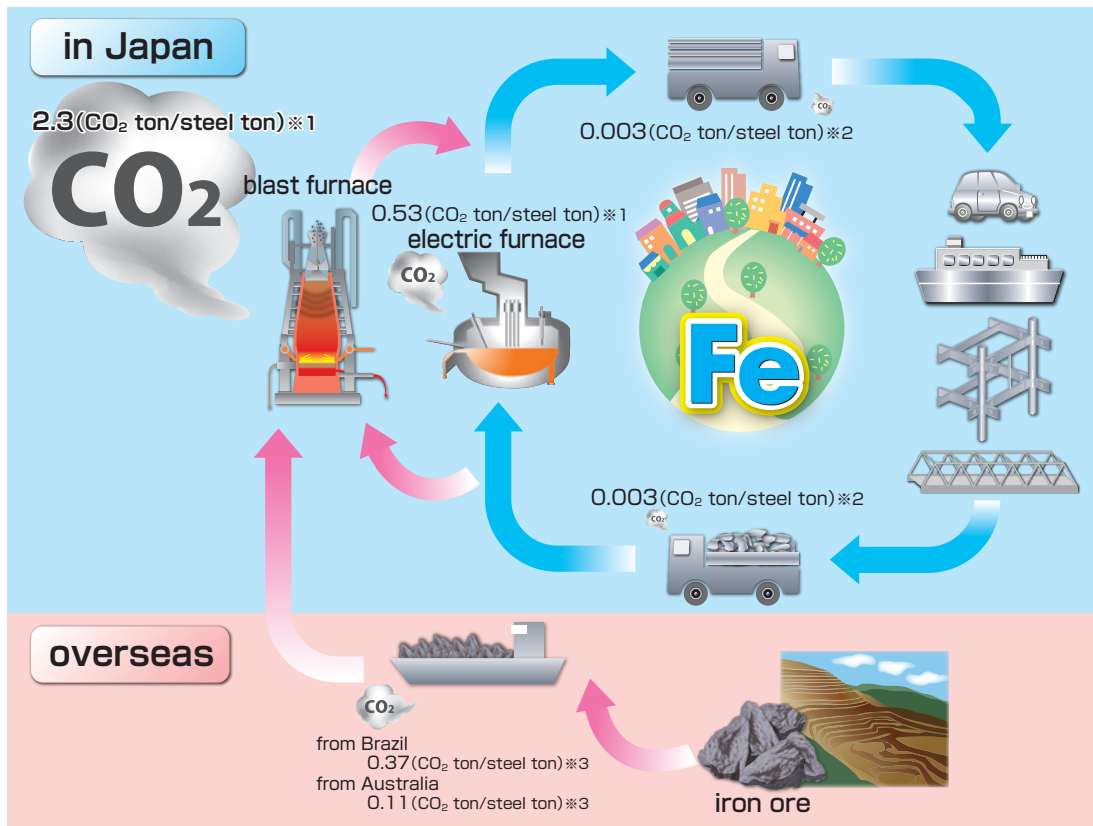 in Japan
2.3(CO₂ ton/steel ton)※1
CO₂
blast furnace
0.53(CO₂ ton/steel ton)※1
electric furnace
CO₂
0.003(CO₂ ton/steel ton)※2
CO₂
Fe
0.003(CO₂ ton/steel ton)※2
CO₂
overseas
CO₂
from Brazil
0.37(CO₂ ton/steel ton)※3
from Australia
0.11(CO₂ ton/steel ton)※3
iron ore